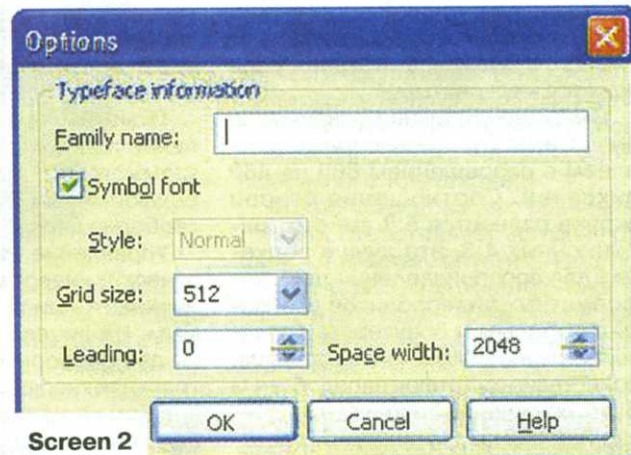 Options
Typeface information
Family name:
Symbol font
Style: Normal
Grid size: 512
Leading: 0 Space width: 2048
OK Cancel Help
Screen 2